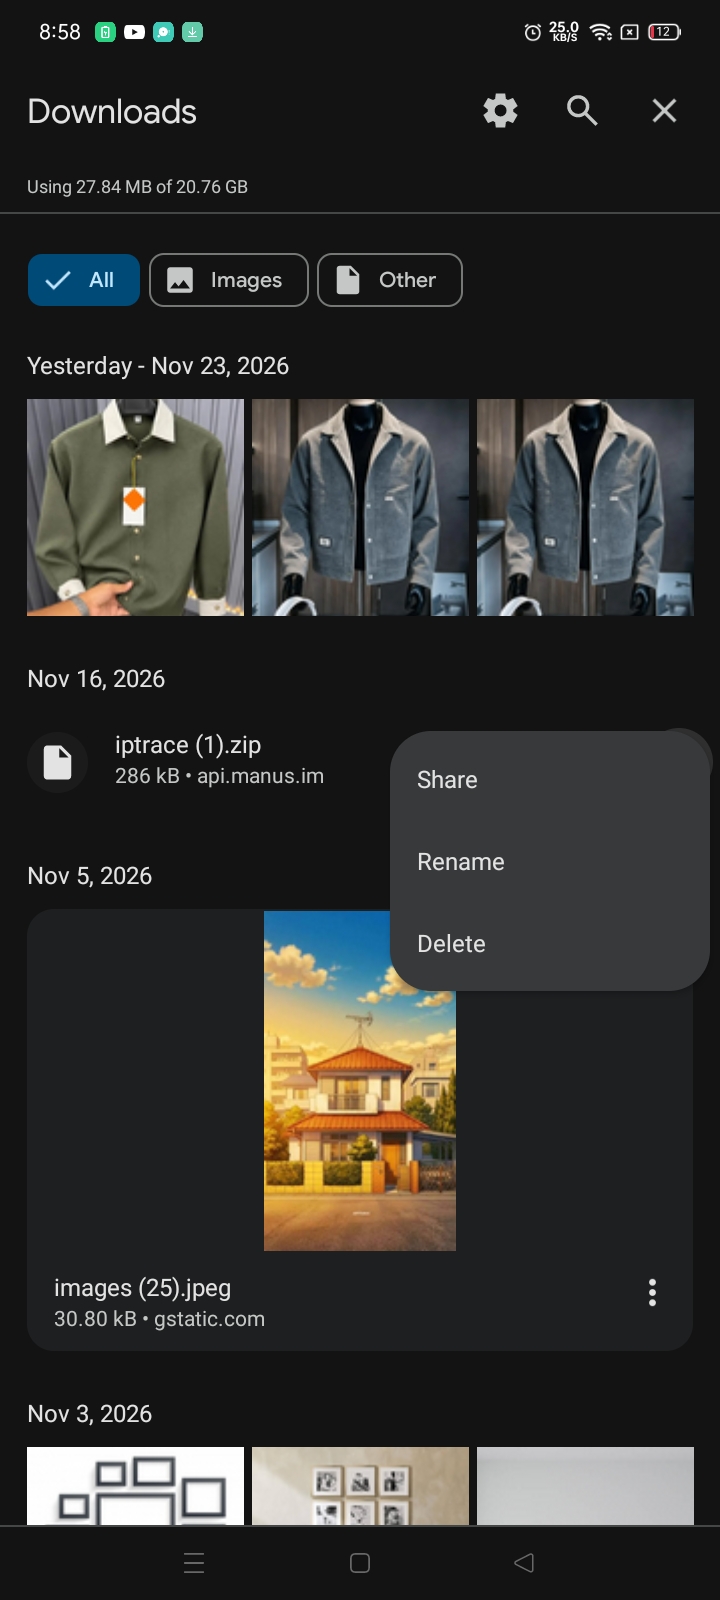 8:58
25.0
KB/S
12
Downloads
Using 27.84 MB of 20.76 GB
All
Images
Other
Yesterday - Nov 23, 2026
Nov 16, 2026
iptrace (1).zip
286 kB • api.manus.im
Share
Rename
Delete
Nov 5, 2026
images (25).jpeg
30.80 kB • gstatic.com
Nov 3, 2026